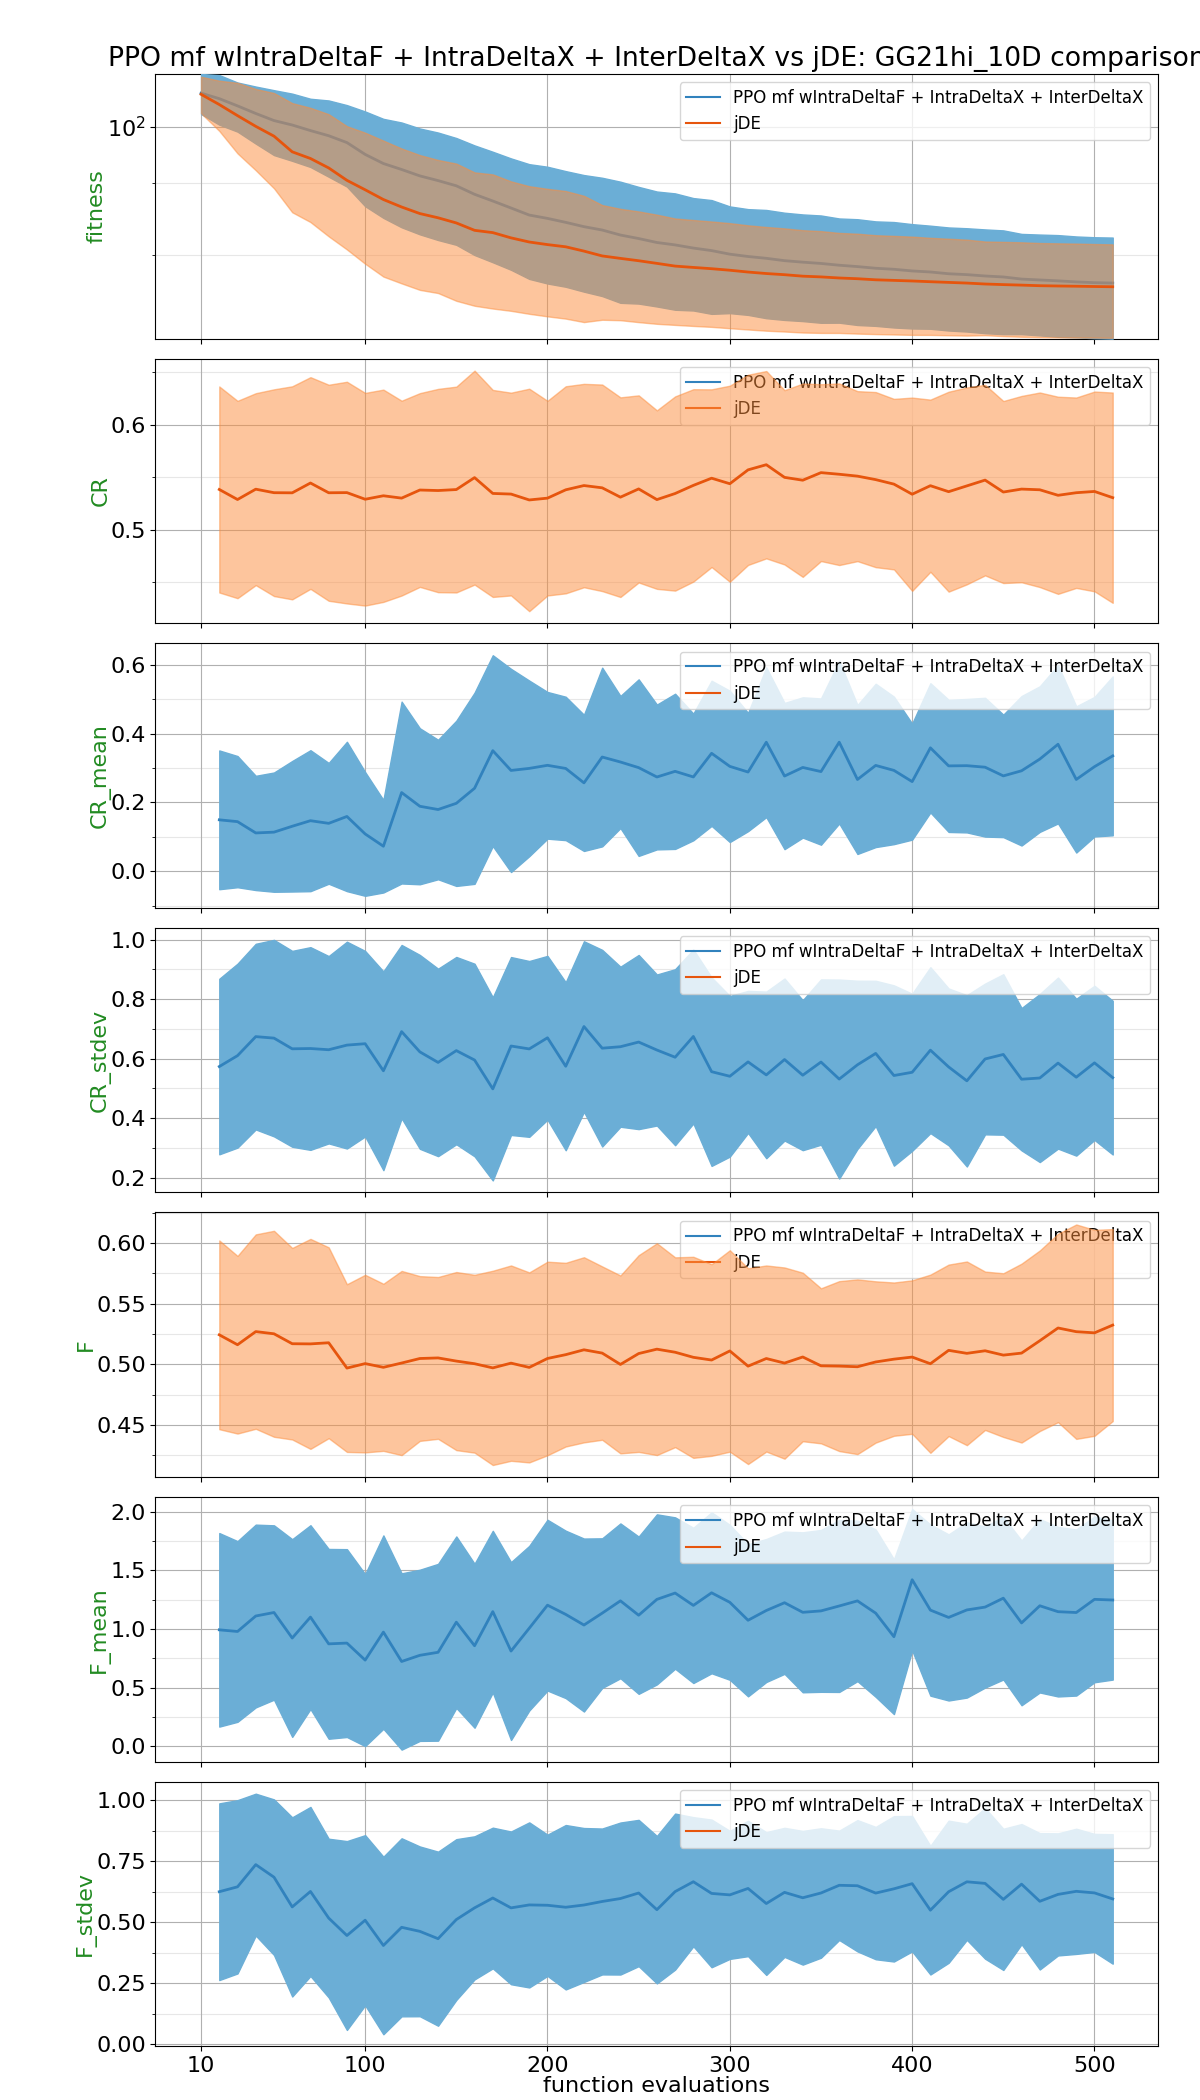 PPO mf wIntraDeltaF + IntraDeltaX + InterDeltaX vs jDE: GG21hi_10D comparison
PPO mf wIntraDeltaF + IntraDeltaX + InterDeltaX
jDE
10²
fitness
PPO mf wIntraDeltaF + IntraDeltaX + InterDeltaX
jDE
0.6
0.5
CR
PPO mf wIntraDeltaF + IntraDeltaX + InterDeltaX
jDE
0.6
0.4
0.2
0.0
CR_mean
PPO mf wIntraDeltaF + IntraDeltaX + InterDeltaX
jDE
1.0
0.8
0.6
0.4
0.2
CR_stdev
PPO mf wIntraDeltaF + IntraDeltaX + InterDeltaX
jDE
0.60
0.55
0.50
0.45
F
PPO mf wIntraDeltaF + IntraDeltaX + InterDeltaX
jDE
2.0
1.5
1.0
0.5
0.0
F_mean
PPO mf wIntraDeltaF + IntraDeltaX + InterDeltaX
jDE
1.00
0.75
0.50
0.25
0.00
F_stdev
10 100 200 300 400 500
function evaluations